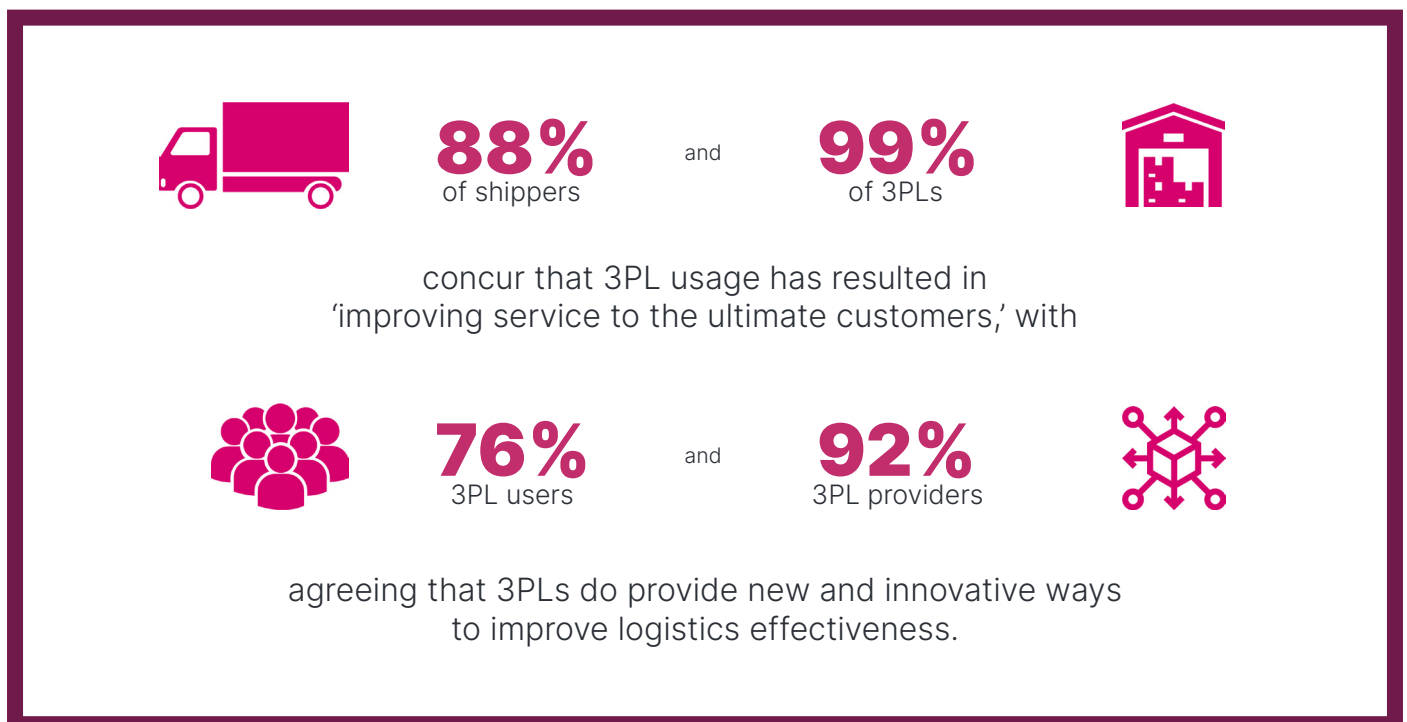 88% and 99%
of shippers of 3PLs
concur that 3PL usage has resulted in
‘improving service to the ultimate customers,’ with
76% and 92%
3PL users 3PL providers
agreeing that 3PLs do provide new and innovative ways
to improve logistics effectiveness.